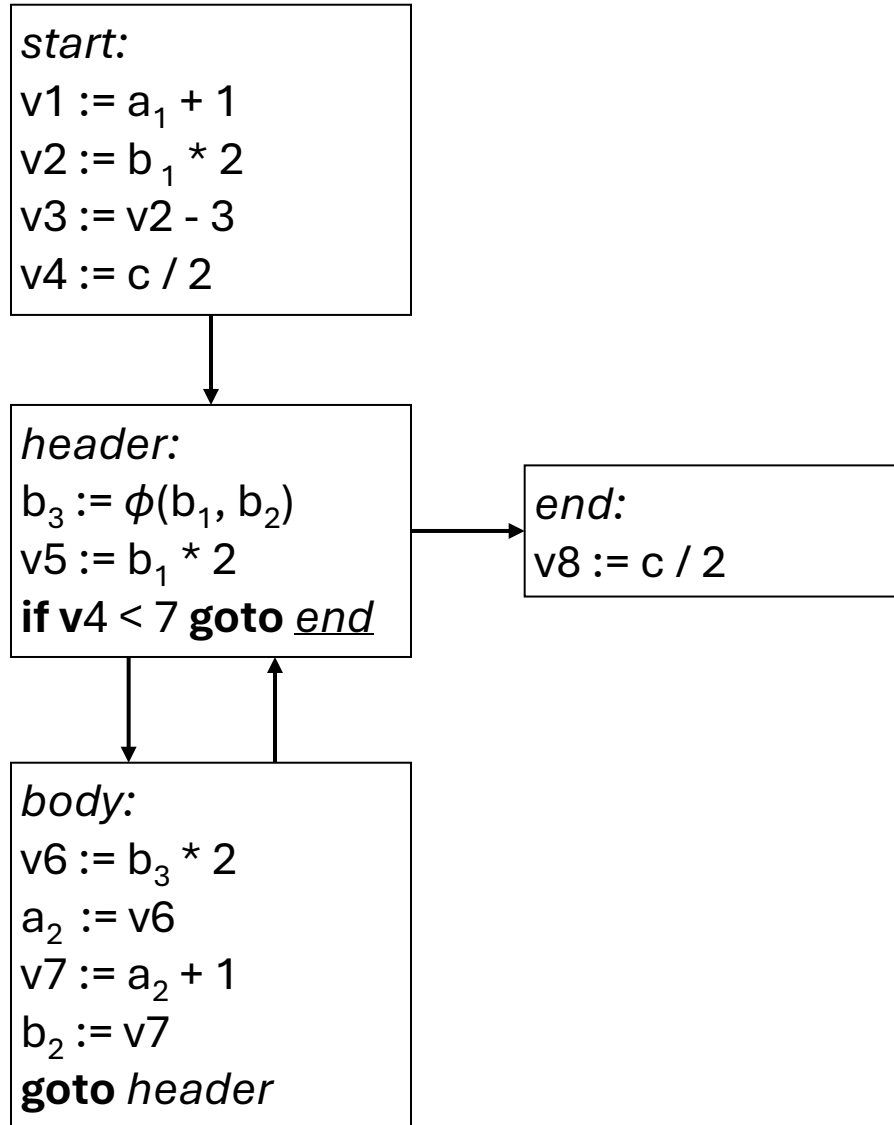 start:
v1 := a₁ + 1
v2 := b ₁ * 2
v3 := v2 - 3
v4 := c / 2
header:
b₃ := ϕ(b₁, b₂)
v5 := b₁ * 2
if v4 < 7 goto end
end:
v8 := c / 2
body:
v6 := b₃ * 2
a₂ := v6
v7 := a₂ + 1
b₂ := v7
goto header